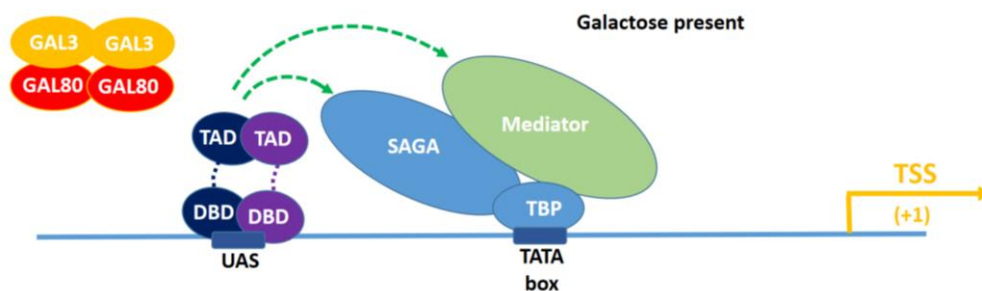 Galactose present
GAL3 GAL3
GAL80 GAL80
TAD TAD
Mediator
SAGA
DBD DBD
TBP
TSS
(+1)
UAS
TATA
box